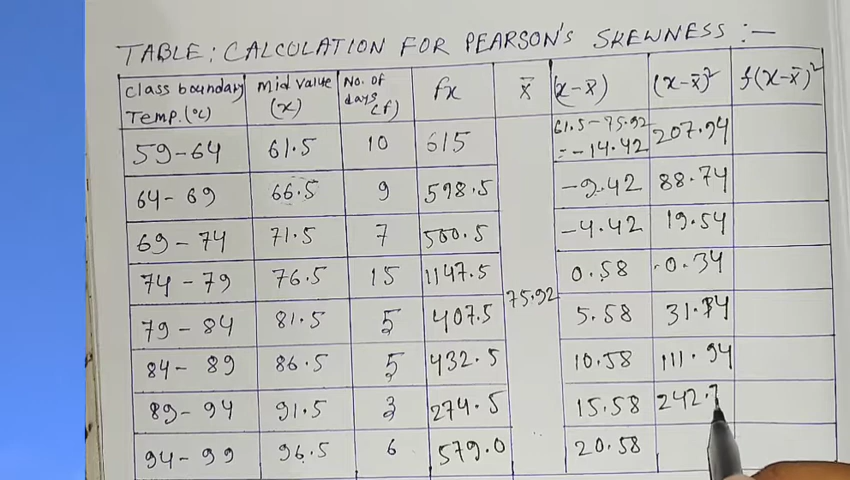 TABLE: CALCULATION FOR PEARSON'S SKEWNESS :-
Class boundary Temp.(°C) Mid value (x) No. of days (f) fx x̄ (x-x̄) (x-x̄)² f(x-x̄)²
59-64 61.5 10 615 61.5-75.92 =-14.42 207.94
64-69 66.5 9 598.5 -9.42 88.74
69-74 71.5 7 500.5 -4.42 19.54
74-79 76.5 15 1147.5 75.92 0.58 0.34
79-84 81.5 5 407.5 5.58 31.14
84-89 86.5 5 432.5 10.58 111.94
89-94 91.5 3 274.5 15.58 242.7
94-99 96.5 6 579.0 20.58